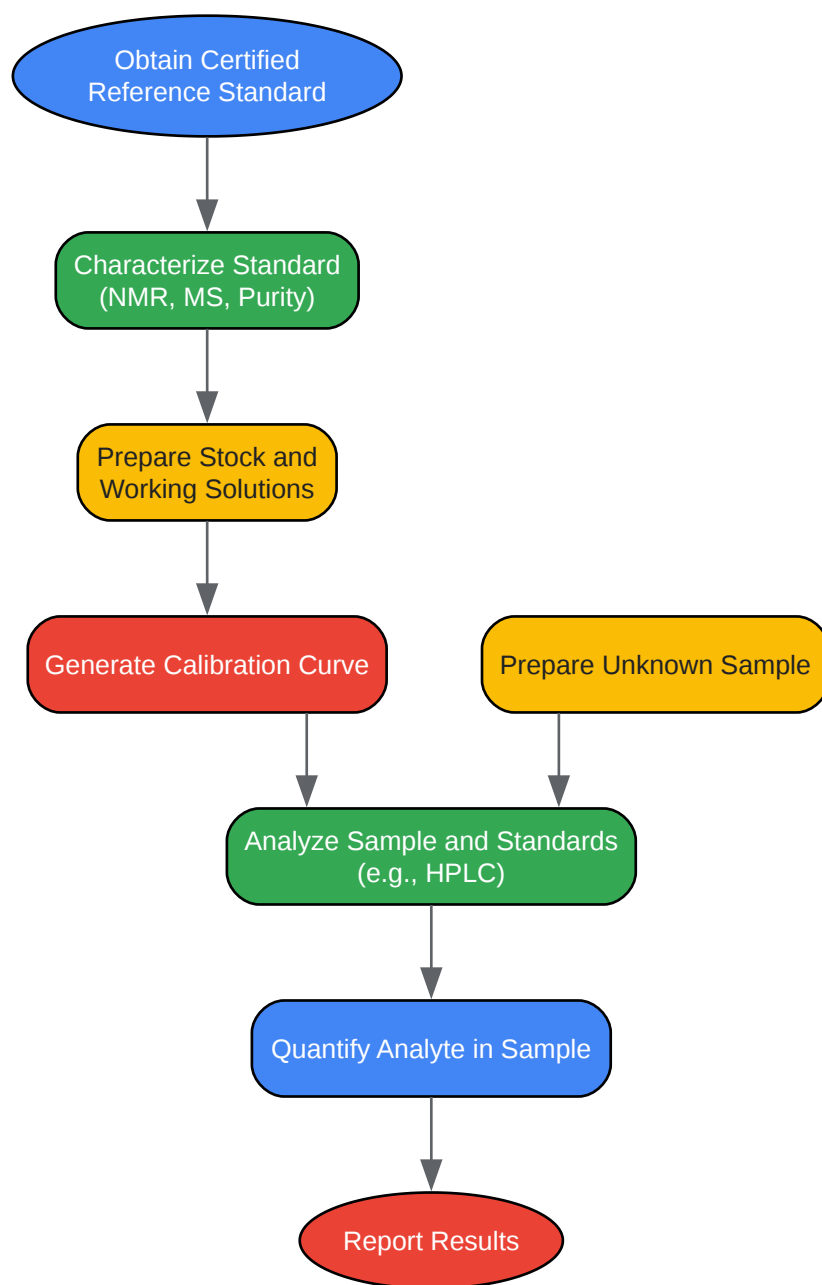 Obtain Certified
Reference Standard
Characterize Standard
(NMR, MS, Purity)
Prepare Stock and
Working Solutions
Generate Calibration Curve
Prepare Unknown Sample
Analyze Sample and Standards
(e.g., HPLC)
Quantify Analyte in Sample
Report Results